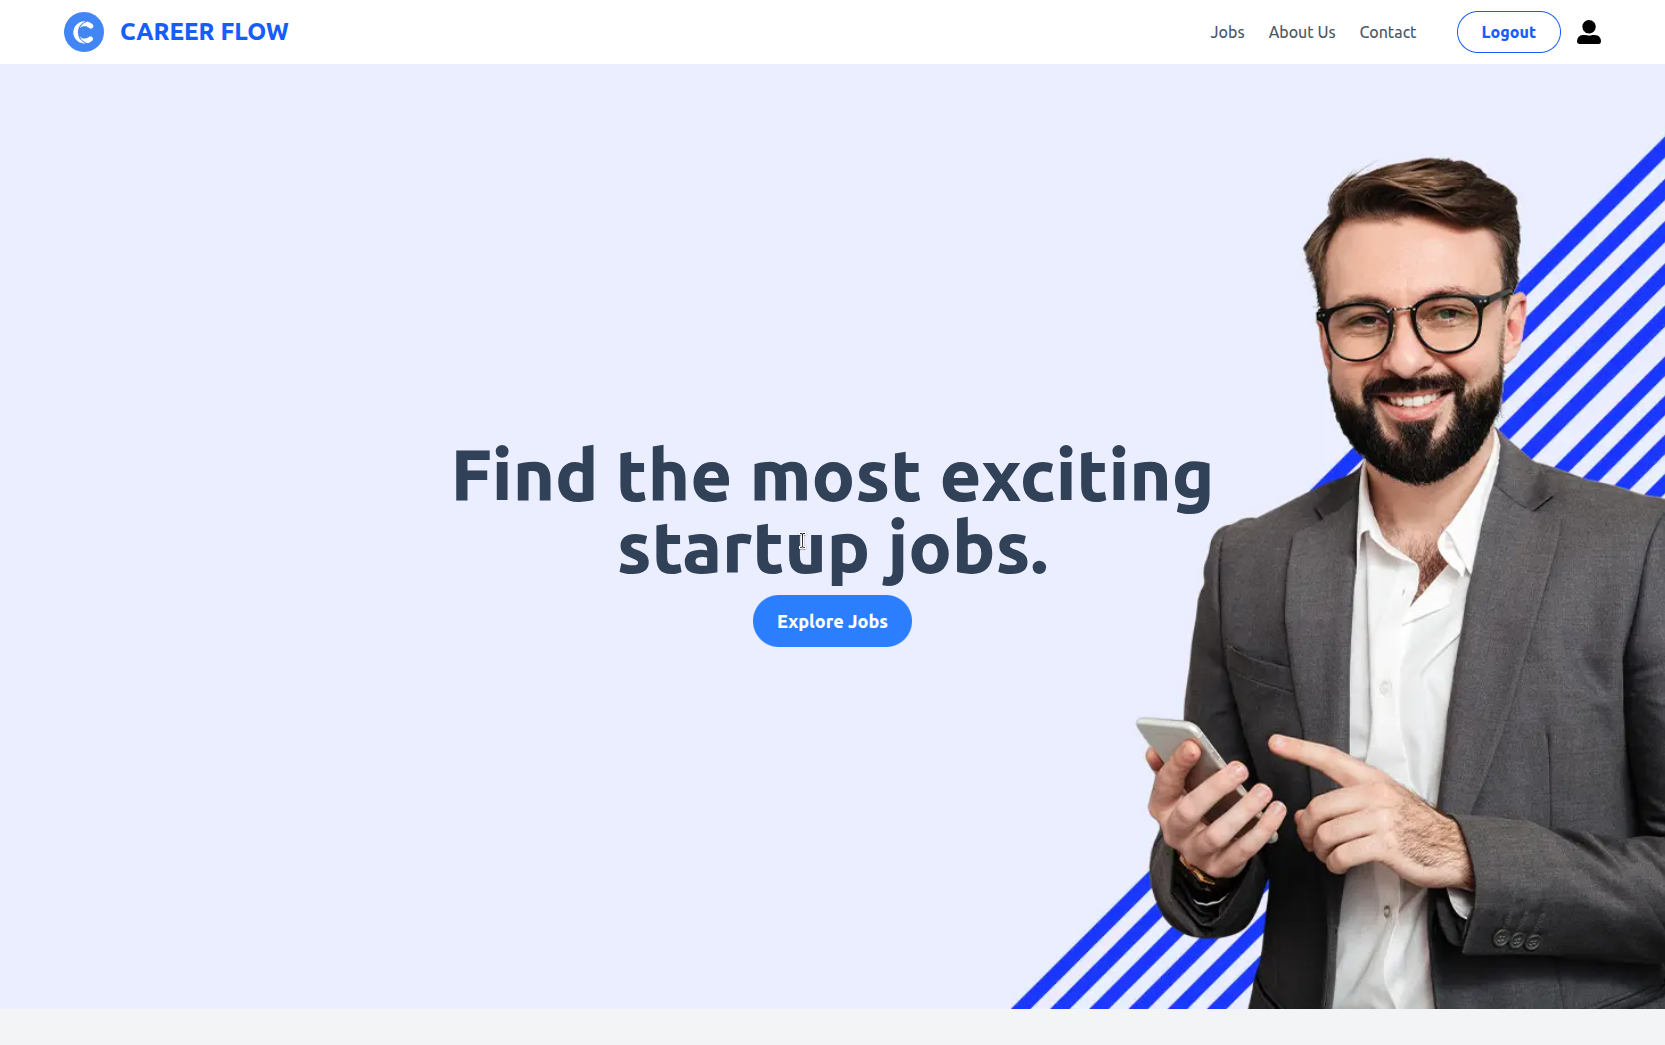 CAREER FLOW
Jobs About Us Contact Logout
Find the most exciting
startup jobs.
Explore Jobs